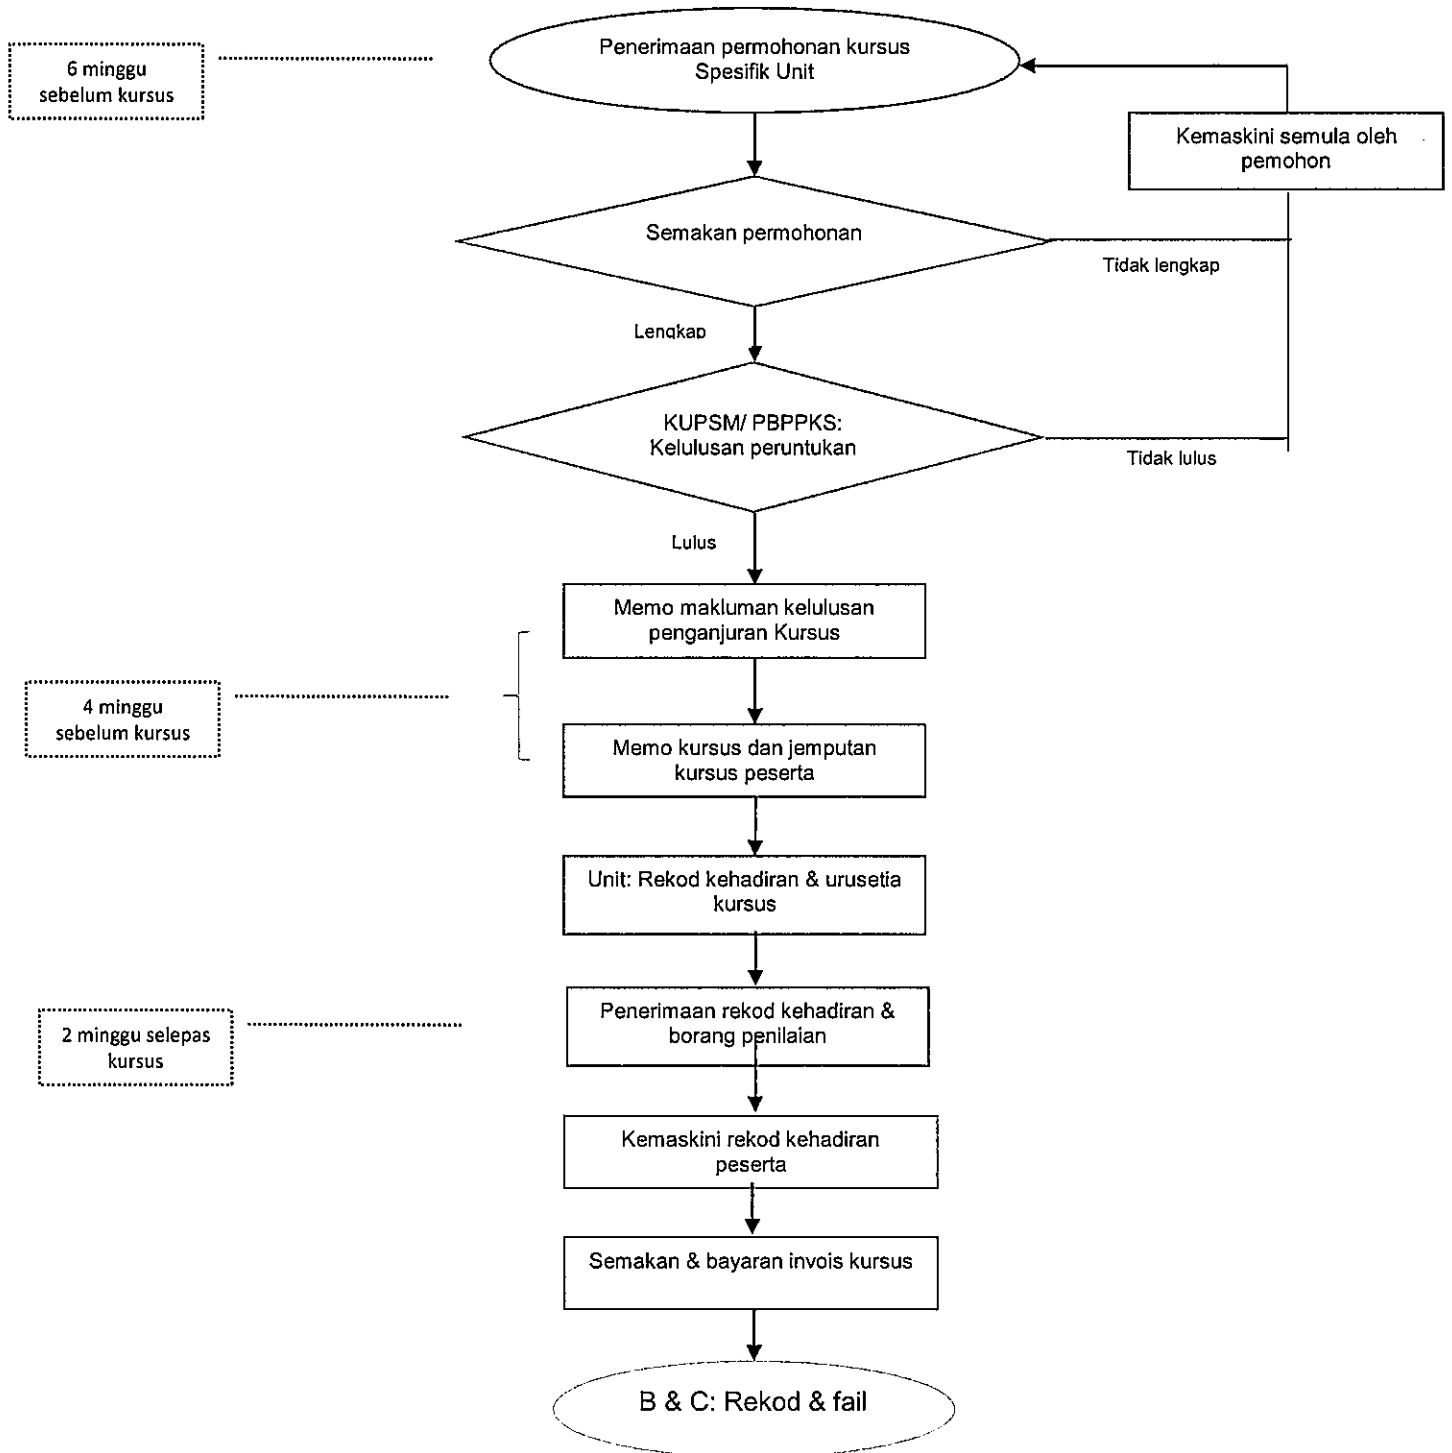 Penerimaan permohonan kursus
Spesifik Unit
6 minggu
sebelum kursus
Kemaskini semula oleh
pemohon
Semakan permohonan
Tidak lengkap
Lengkap
KUPSM/ PBPPKS:
Kelulusan peruntukan
Tidak lulus
Lulus
Memo makluman kelulusan
penganjuran Kursus
4 minggu
sebelum kursus
Memo kursus dan jemputan
kursus peserta
Unit: Rekod kehadiran & urusetia
kursus
Penerimaan rekod kehadiran &
borang penilaian
2 minggu selepas
kursus
Kemaskini rekod kehadiran
peserta
Semakan & bayaran invois kursus
B & C: Rekod & fail